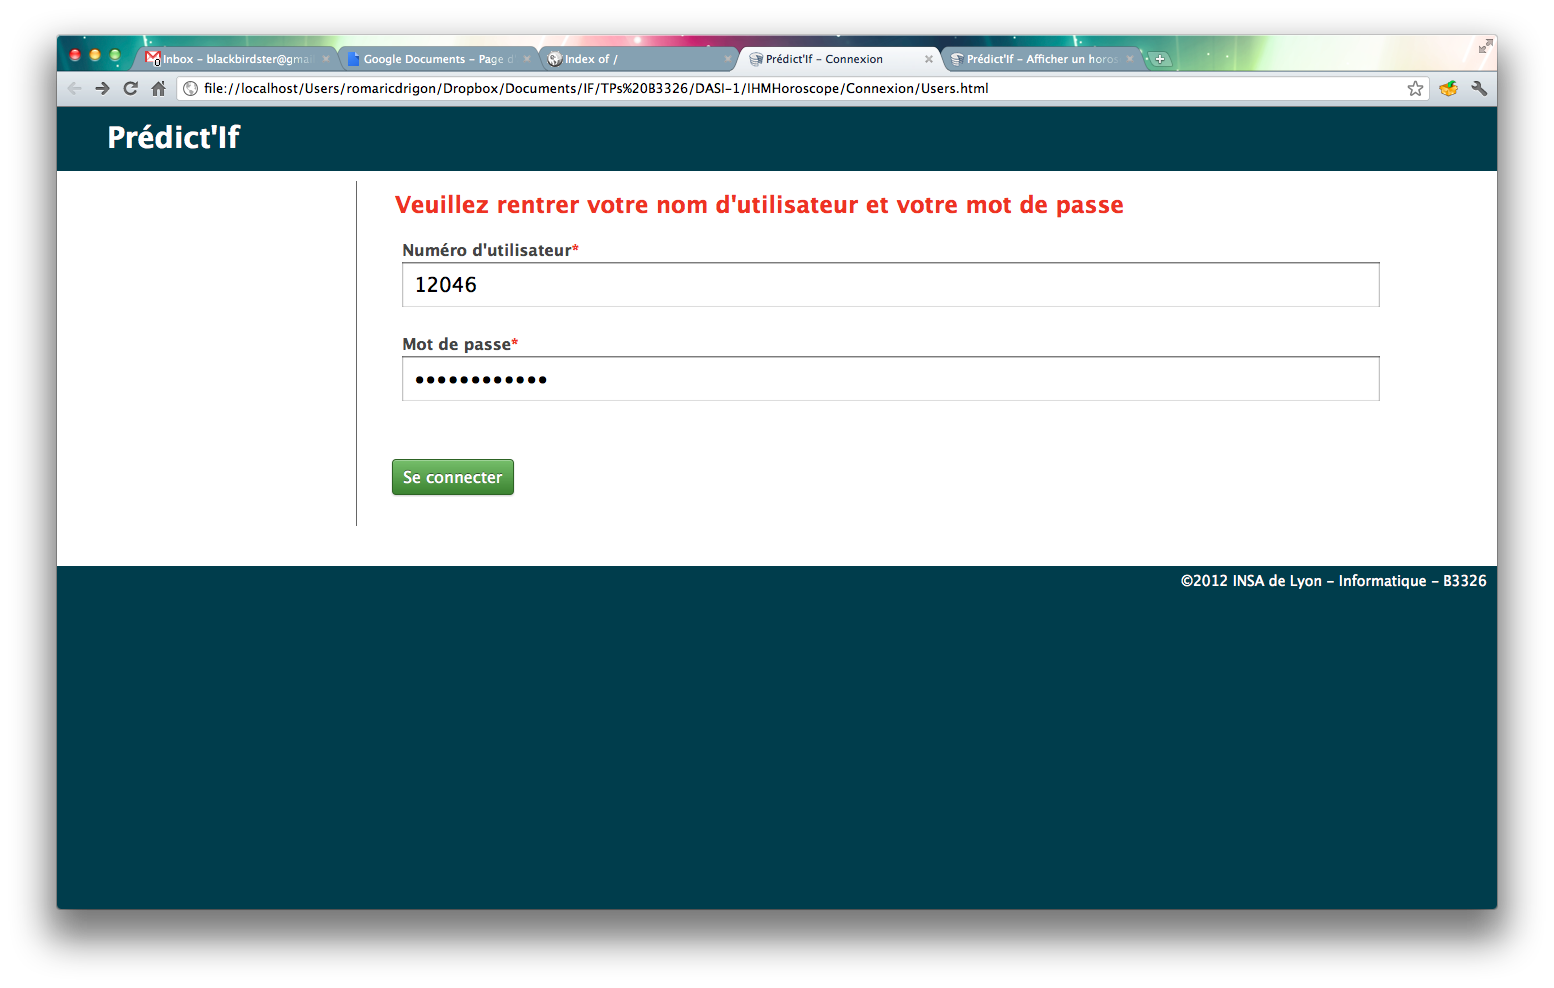 Inbox – blackbirdster@gmai
Google Documents – Page d
Index of /
Prédict'If – Connexion
Prédict'If – Afficher un horos
file://localhost/Users/romaricdrigon/Dropbox/Documents/IF/TPs%20B3326/DASI-1/IHMHoroscope/Connexion/Users.html
Prédict'If
Veuillez rentrer votre nom d'utilisateur et votre mot de passe
Numéro d'utilisateur*
12046
Mot de passe*
••••••••••••
Se connecter
©2012 INSA de Lyon – Informatique – B3326